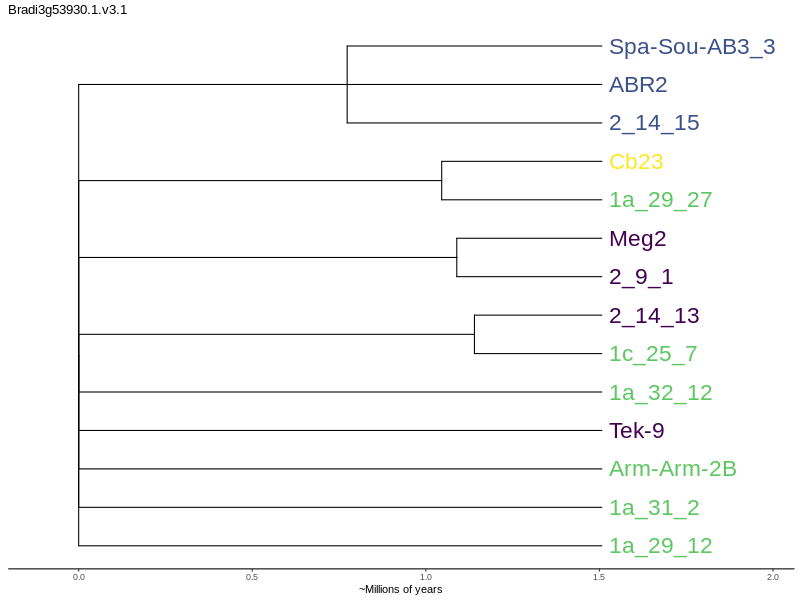 Bradi3g53930.1.v3.1
Spa-Sou-AB3_3
ABR2
2_14_15
Cb23
1a_29_27
Meg2
2_9_1
2_14_13
1c_25_7
1a_32_12
Tek-9
Arm-Arm-2B
1a_31_2
1a_29_12
0.0 0.5 1.0 1.5 2.0
~Millions of years